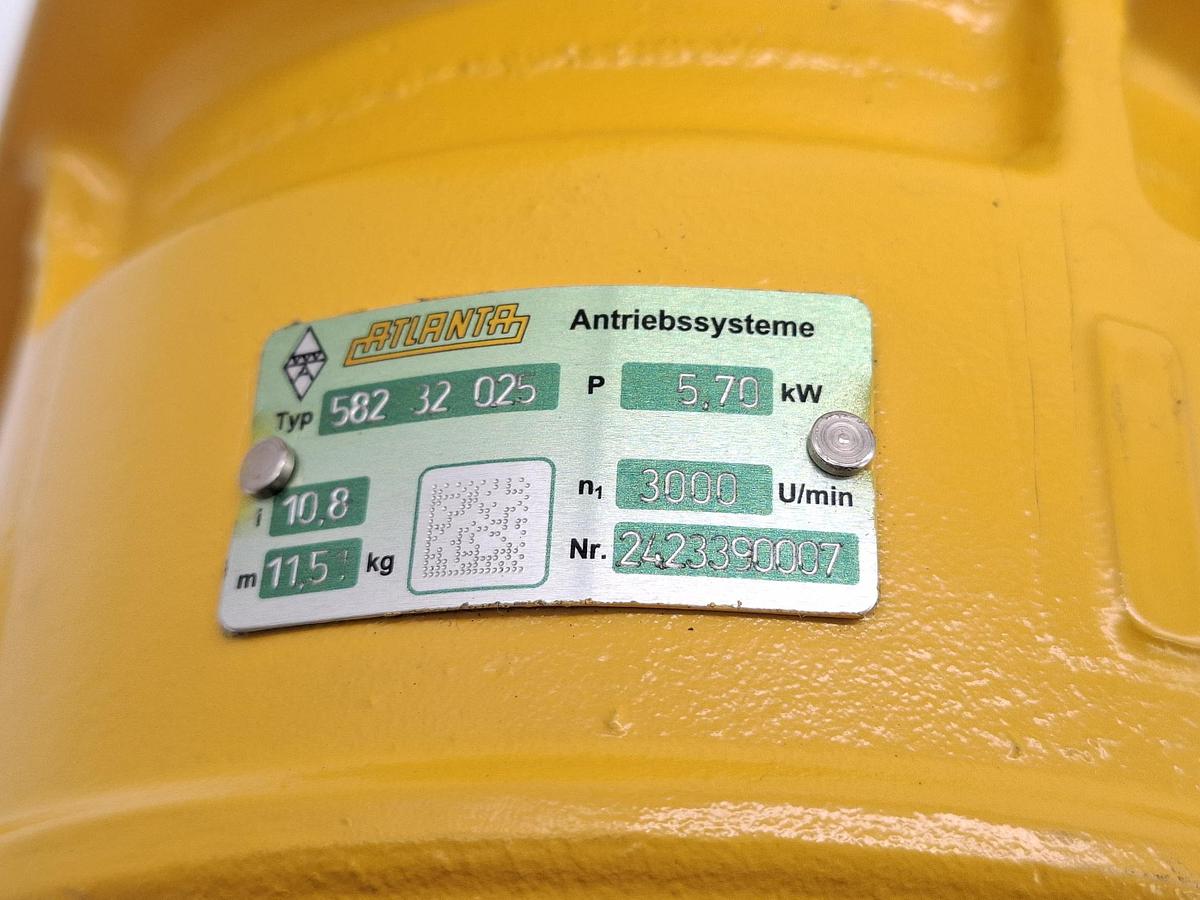 ATLANTA Antriebssysteme
Typ 582 32 025 P 5,70 kW
i 10,8 n₁ 3000 U/min
m kg Nr. 2423390007